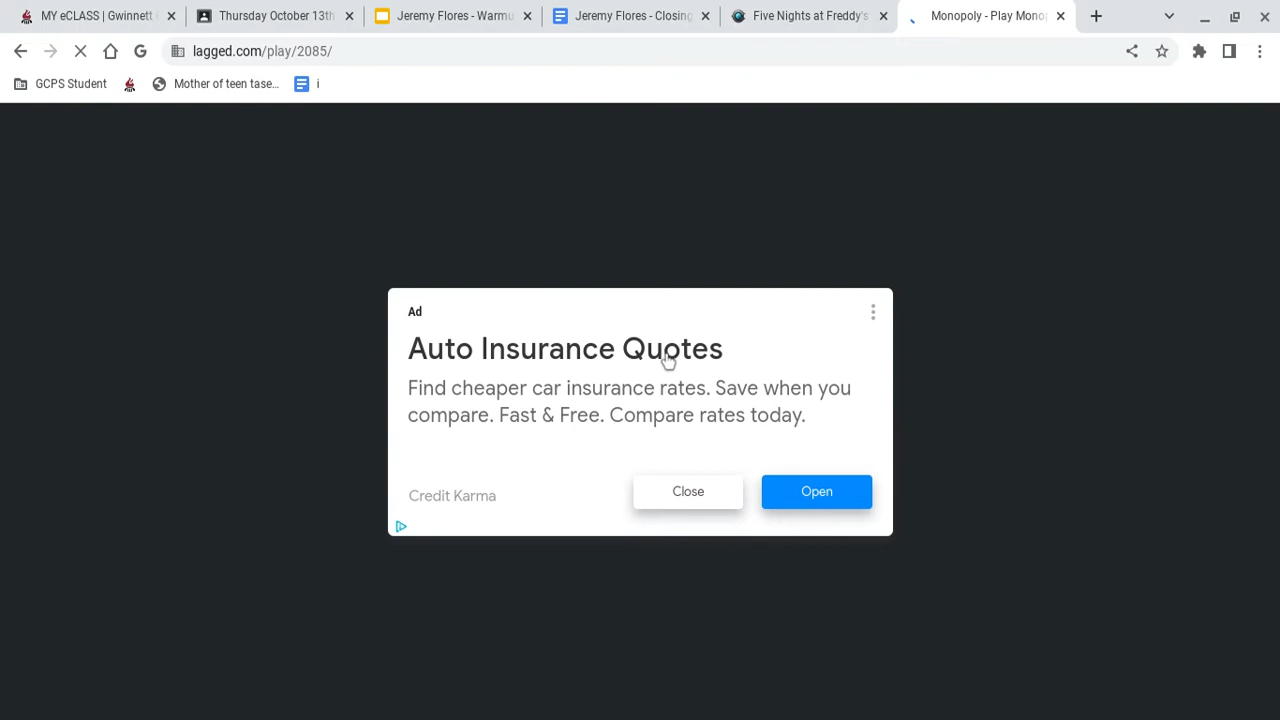 MY eCLASS | Gwinnett
Thursday October 13th
Jeremy Flores - Warmu
Jeremy Flores - Closing
Five Nights at Freddy's
Monopoly - Play Mono
lagged.com/play/2085/
GCPS Student
Mother of teen tase...
i
Ad
Auto Insurance Quotes
Find cheaper car insurance rates. Save when you
compare. Fast & Free. Compare rates today.
Credit Karma
Close
Open